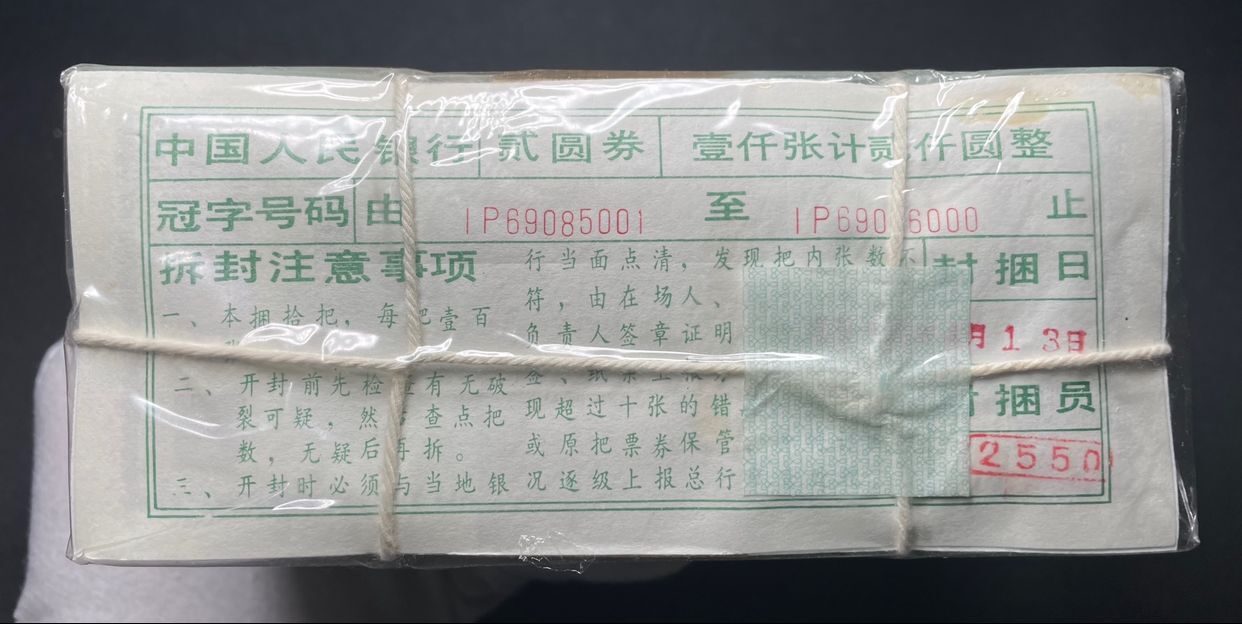 中国人民银行 贰圆券 壹仟张计贰仟圆整
冠字号码 由 IP69085001 至 IP69086000 止
拆封注意事项
一、本捆拾把，每把壹百
二、开封前先检查有无破
裂可疑，然后查点把
数，无疑后再拆。
三、开封时必须与当地银
行当面点清，发现把内张数不
符，由在场人、
负责人签章证明
现超过十张的错
或原把票券保管
况逐级上报总行
封捆日
月13日
封捆员
2550